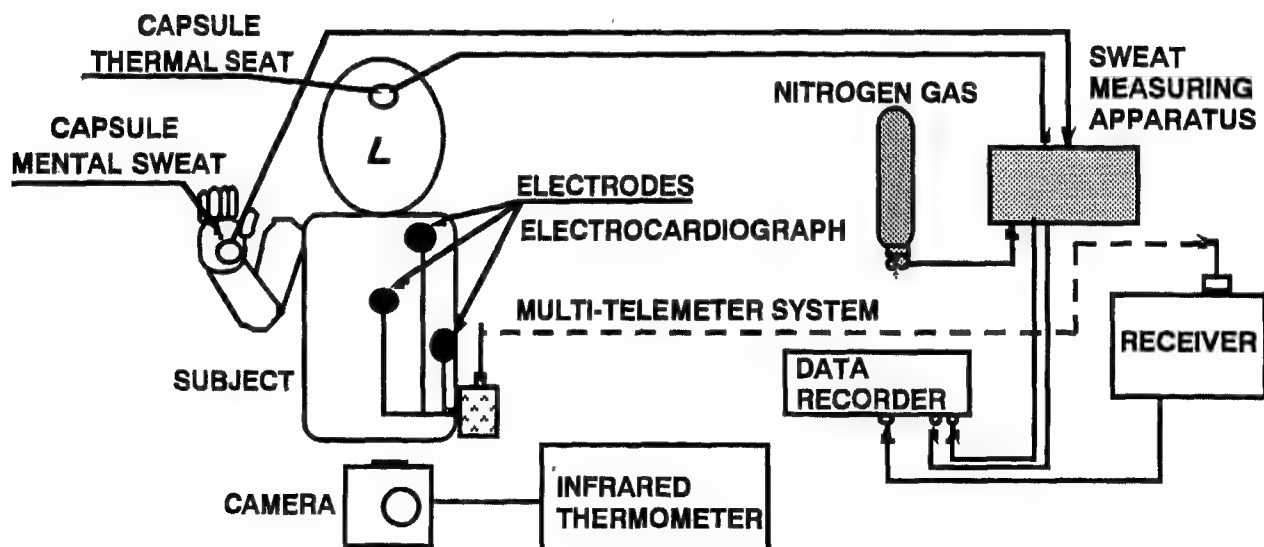 CAPSULE
THERMAL SEAT
CAPSULE
MENTAL SWEAT
L
ELECTRODES
ELECTROCARDIOGRAPH
NITROGEN GAS
SWEAT
MEASURING
APPARATUS
MULTI-TELEMETER SYSTEM
SUBJECT
DATA
RECORDER
RECEIVER
CAMERA
INFRARED
THERMOMETER